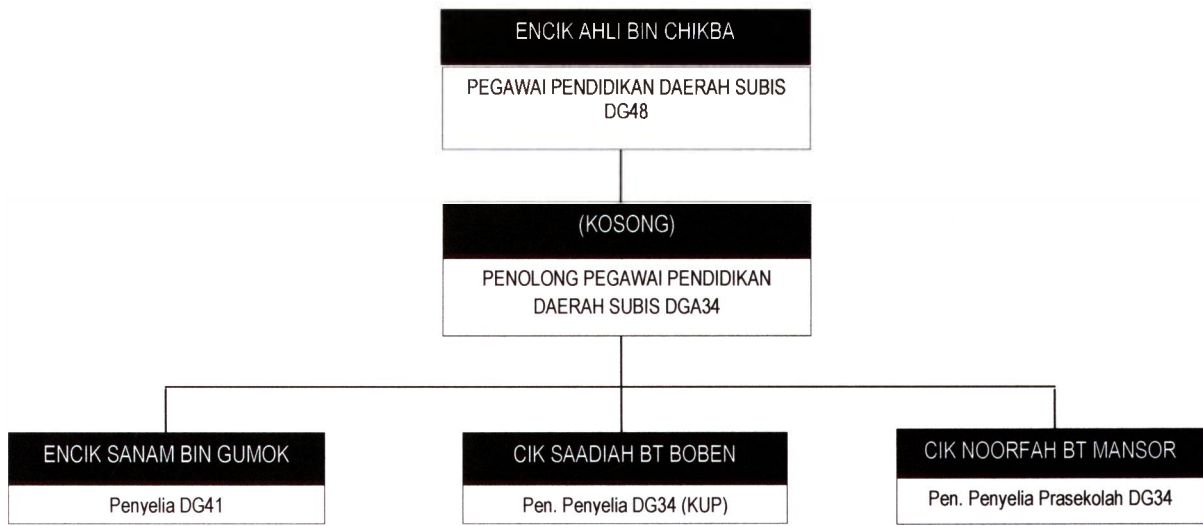 ENCIK AHLI BIN CHIKBA
PEGAWAI PENDIDIKAN DAERAH SUBIS
DG48
(KOSONG)
PENOLONG PEGAWAI PENDIDIKAN
DAERAH SUBIS DGA34
ENCIK SANAM BIN GUMOK
Penyelia DG41
CIK SAADIAH BT BOBEN
Pen. Penyelia DG34 (KUP)
CIK NOORFAH BT MANSOR
Pen. Penyelia Prasekolah DG34